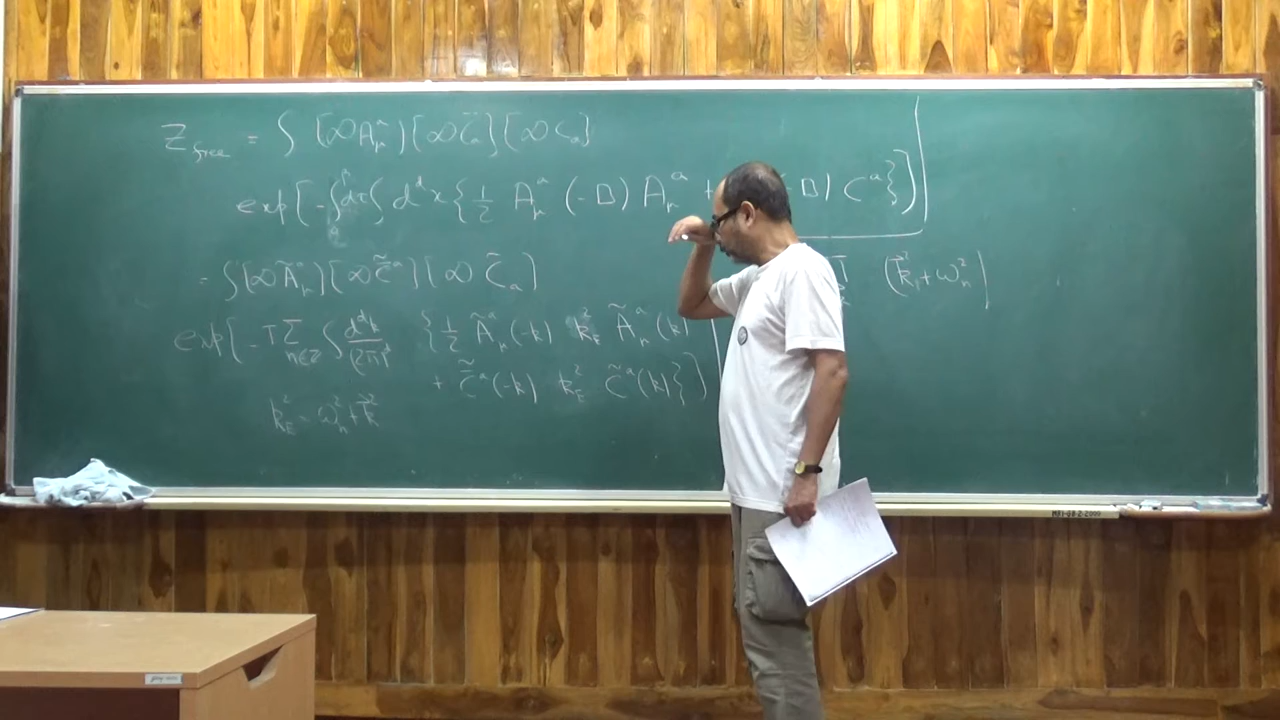 Z_free = ∫ [𝒟A_μ^a][𝒟C̄_a][𝒟C_a]
exp[-∫_0^β dτ ∫ d^d x {1/2 A_μ^a (-□) A_μ^a + (-□) C^a}]
= ∫[𝒟Ã_μ^a][𝒟C̄̃^a][𝒟C̃_a]
(k⃗²+ω_n²)
exp[-T Σ_{n∈Z} ∫ d^d k/(2π)^d {1/2 Ã_μ^a(-k) k_E² Ã_μ^a(k)
+ C̄̃^a(-k) k_E² C̃^a(k)}]
k_E² = ω_n² + k⃗²